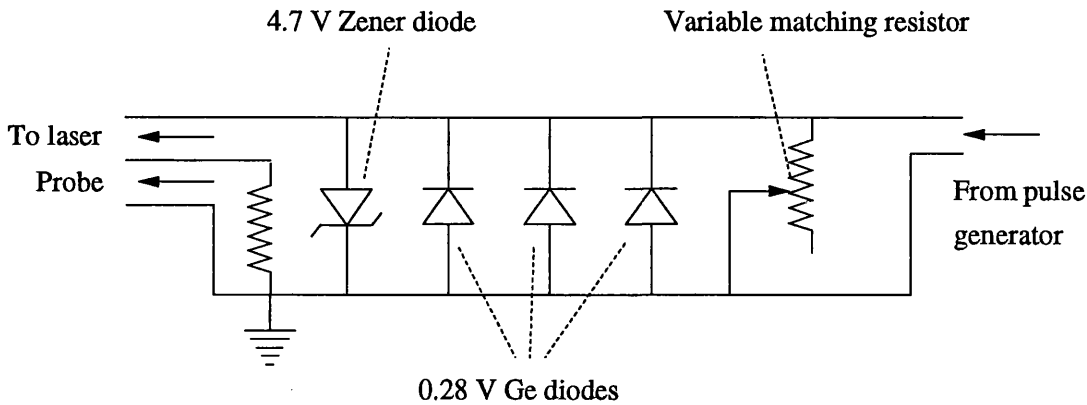 4.7 V Zener diode
Variable matching resistor
To laser
Probe
From pulse
generator
0.28 V Ge diodes